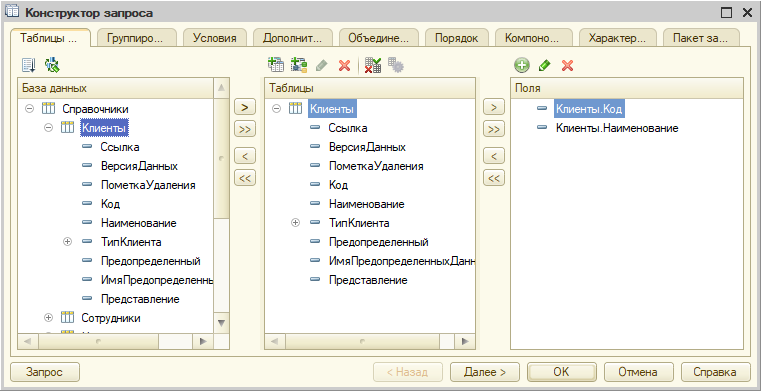 Конструктор запроса
Таблицы ...
Группиро...
Условия
Дополнит...
Объедине...
Порядок
Компоно...
Характер...
Пакет за...
База данных
Справочники
Клиенты
Ссылка
ВерсияДанных
ПометкаУдаления
Код
Наименование
ТипКлиента
Предопределенный
ИмяПредопределенны
Представление
Сотрудники
>
>>
<
<<
Таблицы
Клиенты
Ссылка
ВерсияДанных
ПометкаУдаления
Код
Наименование
ТипКлиента
Предопределенный
ИмяПредопределенныхДанн
Представление
>
>>
<
<<
Поля
Клиенты.Код
Клиенты.Наименование
Запрос
< Назад
Далее >
OK
Отмена
Справка